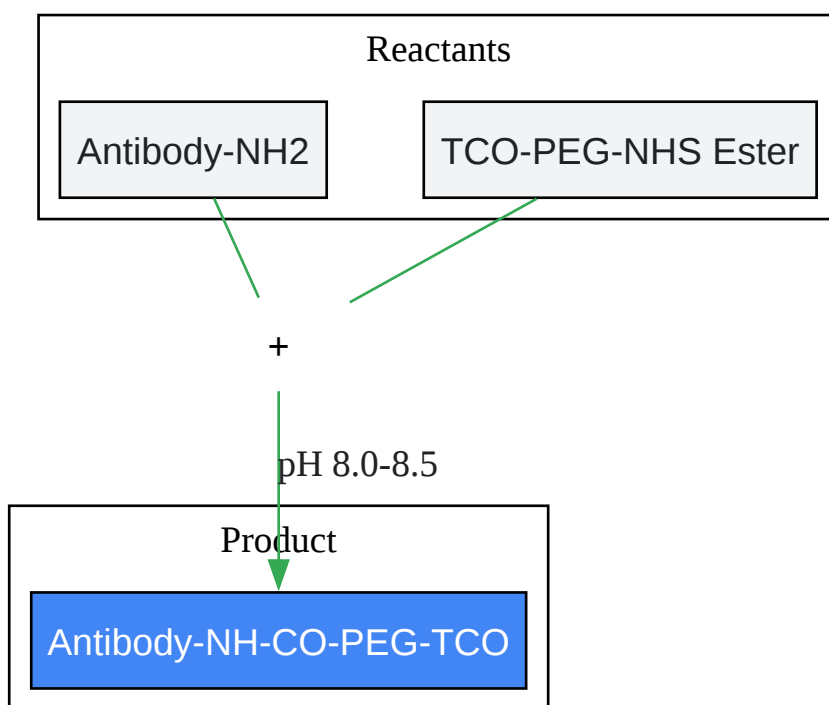 Reactants
Antibody-NH2
TCO-PEG-NHS Ester
+
pH 8.0-8.5
Product
Antibody-NH-CO-PEG-TCO